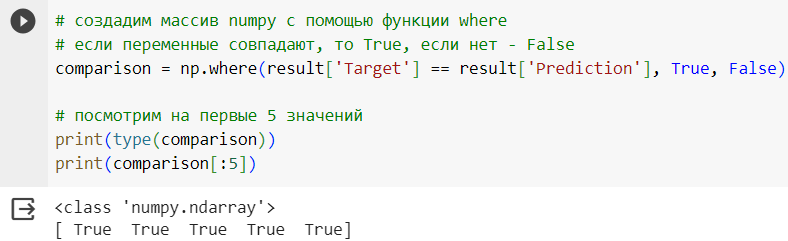 # создадим массив numpy с помощью функции where
# если переменные совпадают, то True, если нет - False
comparison = np.where(result['Target'] == result['Prediction'], True, False)
# посмотрим на первые 5 значений
print(type(comparison))
print(comparison[:5])
<class 'numpy.ndarray'>
[ True  True  True  True  True]